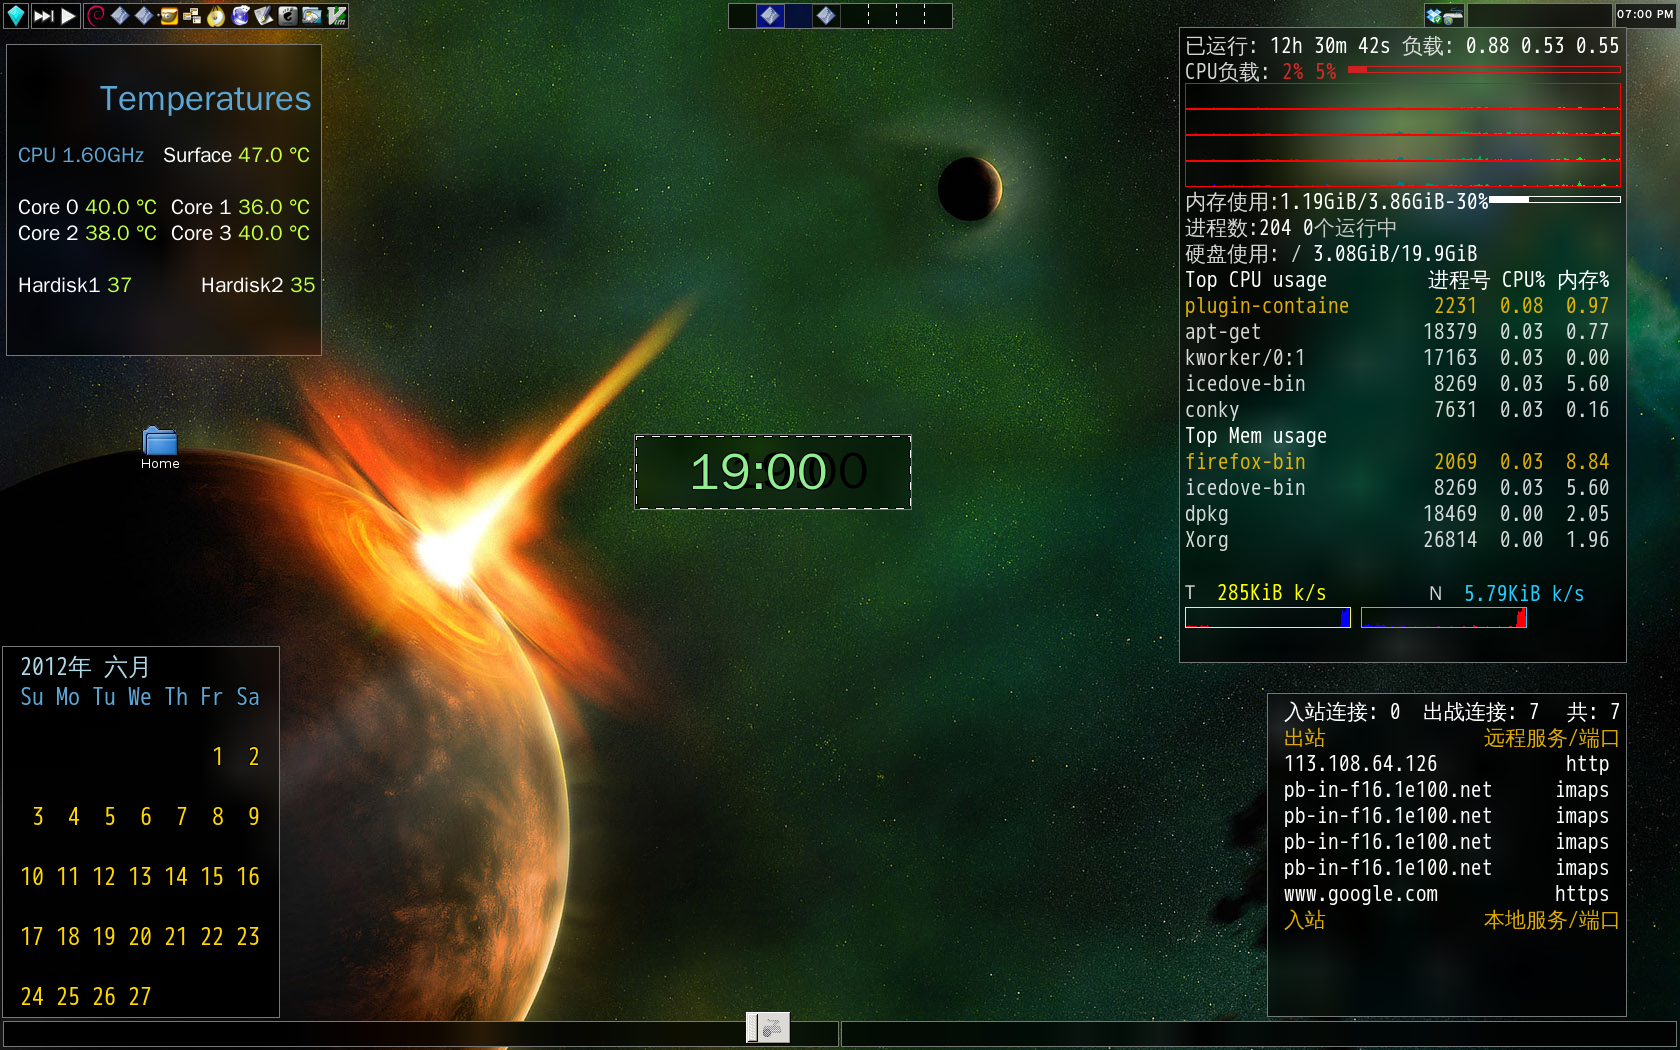 07:00 PM
Temperatures
CPU 1.60GHz Surface 47.0 °C
Core 0 40.0 °C Core 1 36.0 °C
Core 2 38.0 °C Core 3 40.0 °C
Hardisk1 37 Hardisk2 35
Home
19:00
2012年 六月
Su Mo Tu We Th Fr Sa
1 2
3 4 5 6 7 8 9
10 11 12 13 14 15 16
17 18 19 20 21 22 23
24 25 26 27
已运行: 12h 30m 42s 负载: 0.88 0.53 0.55
CPU负载: 2% 5%
内存使用:1.19GiB/3.86GiB-30%
进程数:204 0个运行中
硬盘使用: / 3.08GiB/19.9GiB
Top CPU usage 进程号 CPU% 内存%
plugin-containe 2231 0.08 0.97
apt-get 18379 0.03 0.77
kworker/0:1 17163 0.03 0.00
icedove-bin 8269 0.03 5.60
conky 7631 0.03 0.16
Top Mem usage
firefox-bin 2069 0.03 8.84
icedove-bin 8269 0.03 5.60
dpkg 18469 0.00 2.05
Xorg 26814 0.00 1.96
T 285KiB k/s N 5.79KiB k/s
入站连接: 0 出战连接: 7 共: 7
出站 远程服务/端口
113.108.64.126 http
pb-in-f16.1e100.net imaps
pb-in-f16.1e100.net imaps
pb-in-f16.1e100.net imaps
pb-in-f16.1e100.net imaps
www.google.com https
入站 本地服务/端口